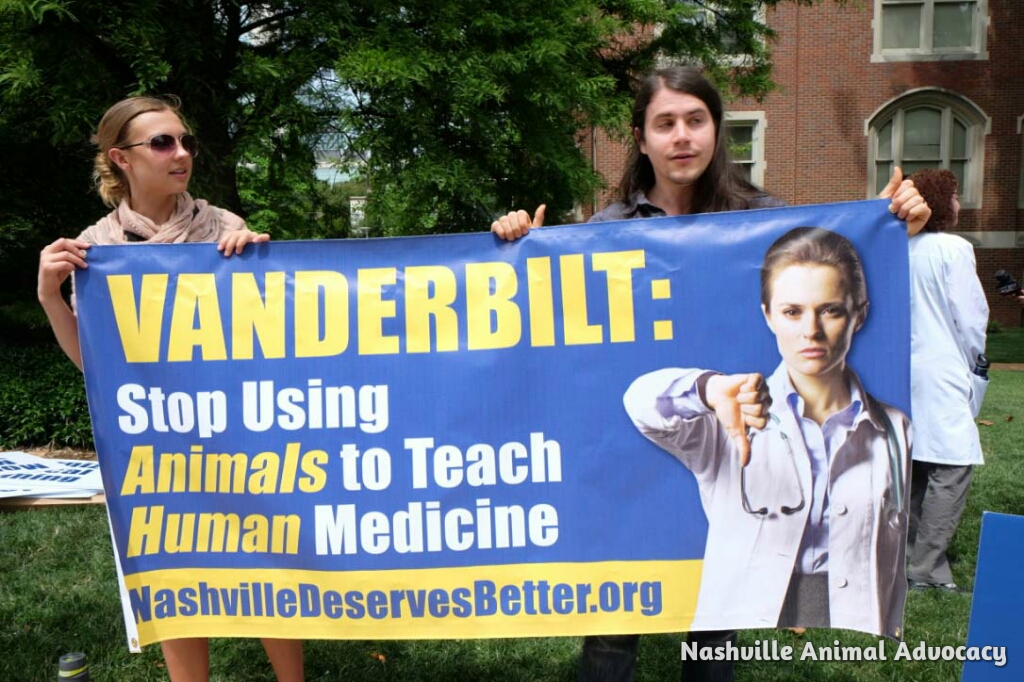 VANDERBILT:
Stop Using
Animals to Teach
Human Medicine
NashvilleDeservesBetter.org
Nashville Animal Advocacy